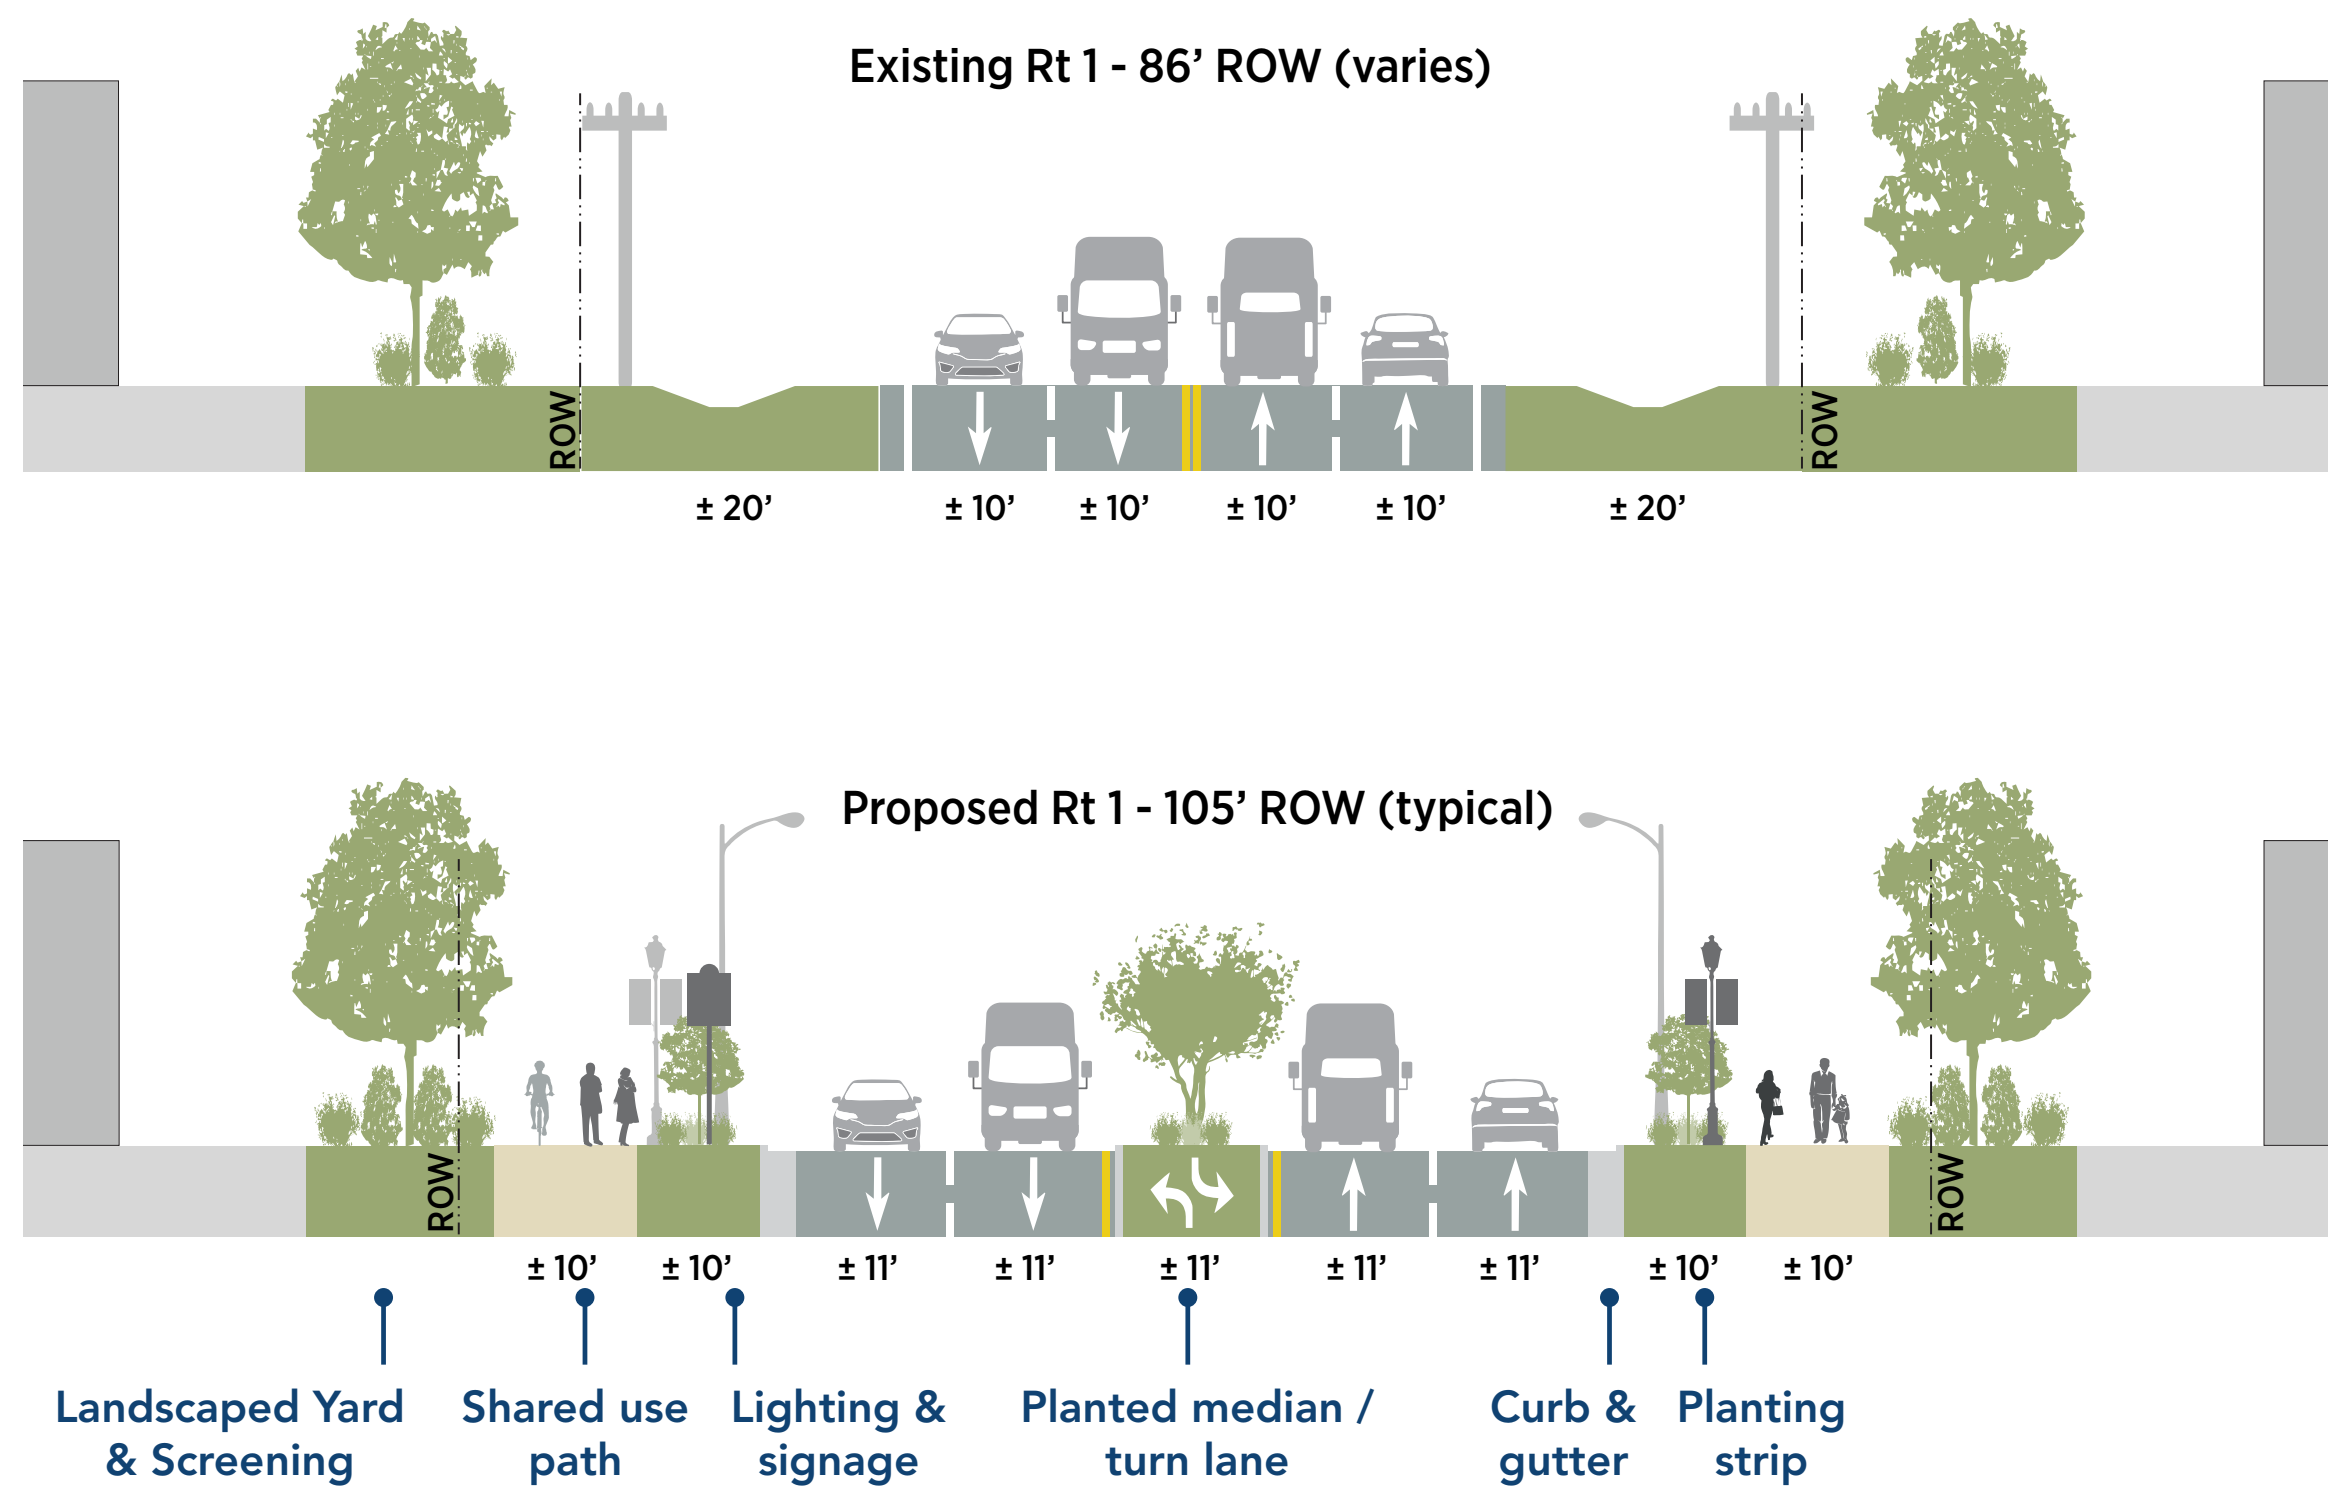 Existing Rt 1 - 86’ ROW (varies)
ROW
ROW
± 20’
± 10’
± 10’
± 10’
± 10’
± 20’
Proposed Rt 1 - 105’ ROW (typical)
ROW
ROW
± 10’
± 10’
± 11’
± 11’
± 11’
± 11’
± 11’
± 10’
± 10’
Landscaped Yard
& Screening
Shared use
path
Lighting &
signage
Planted median /
turn lane
Curb &
gutter
Planting
strip